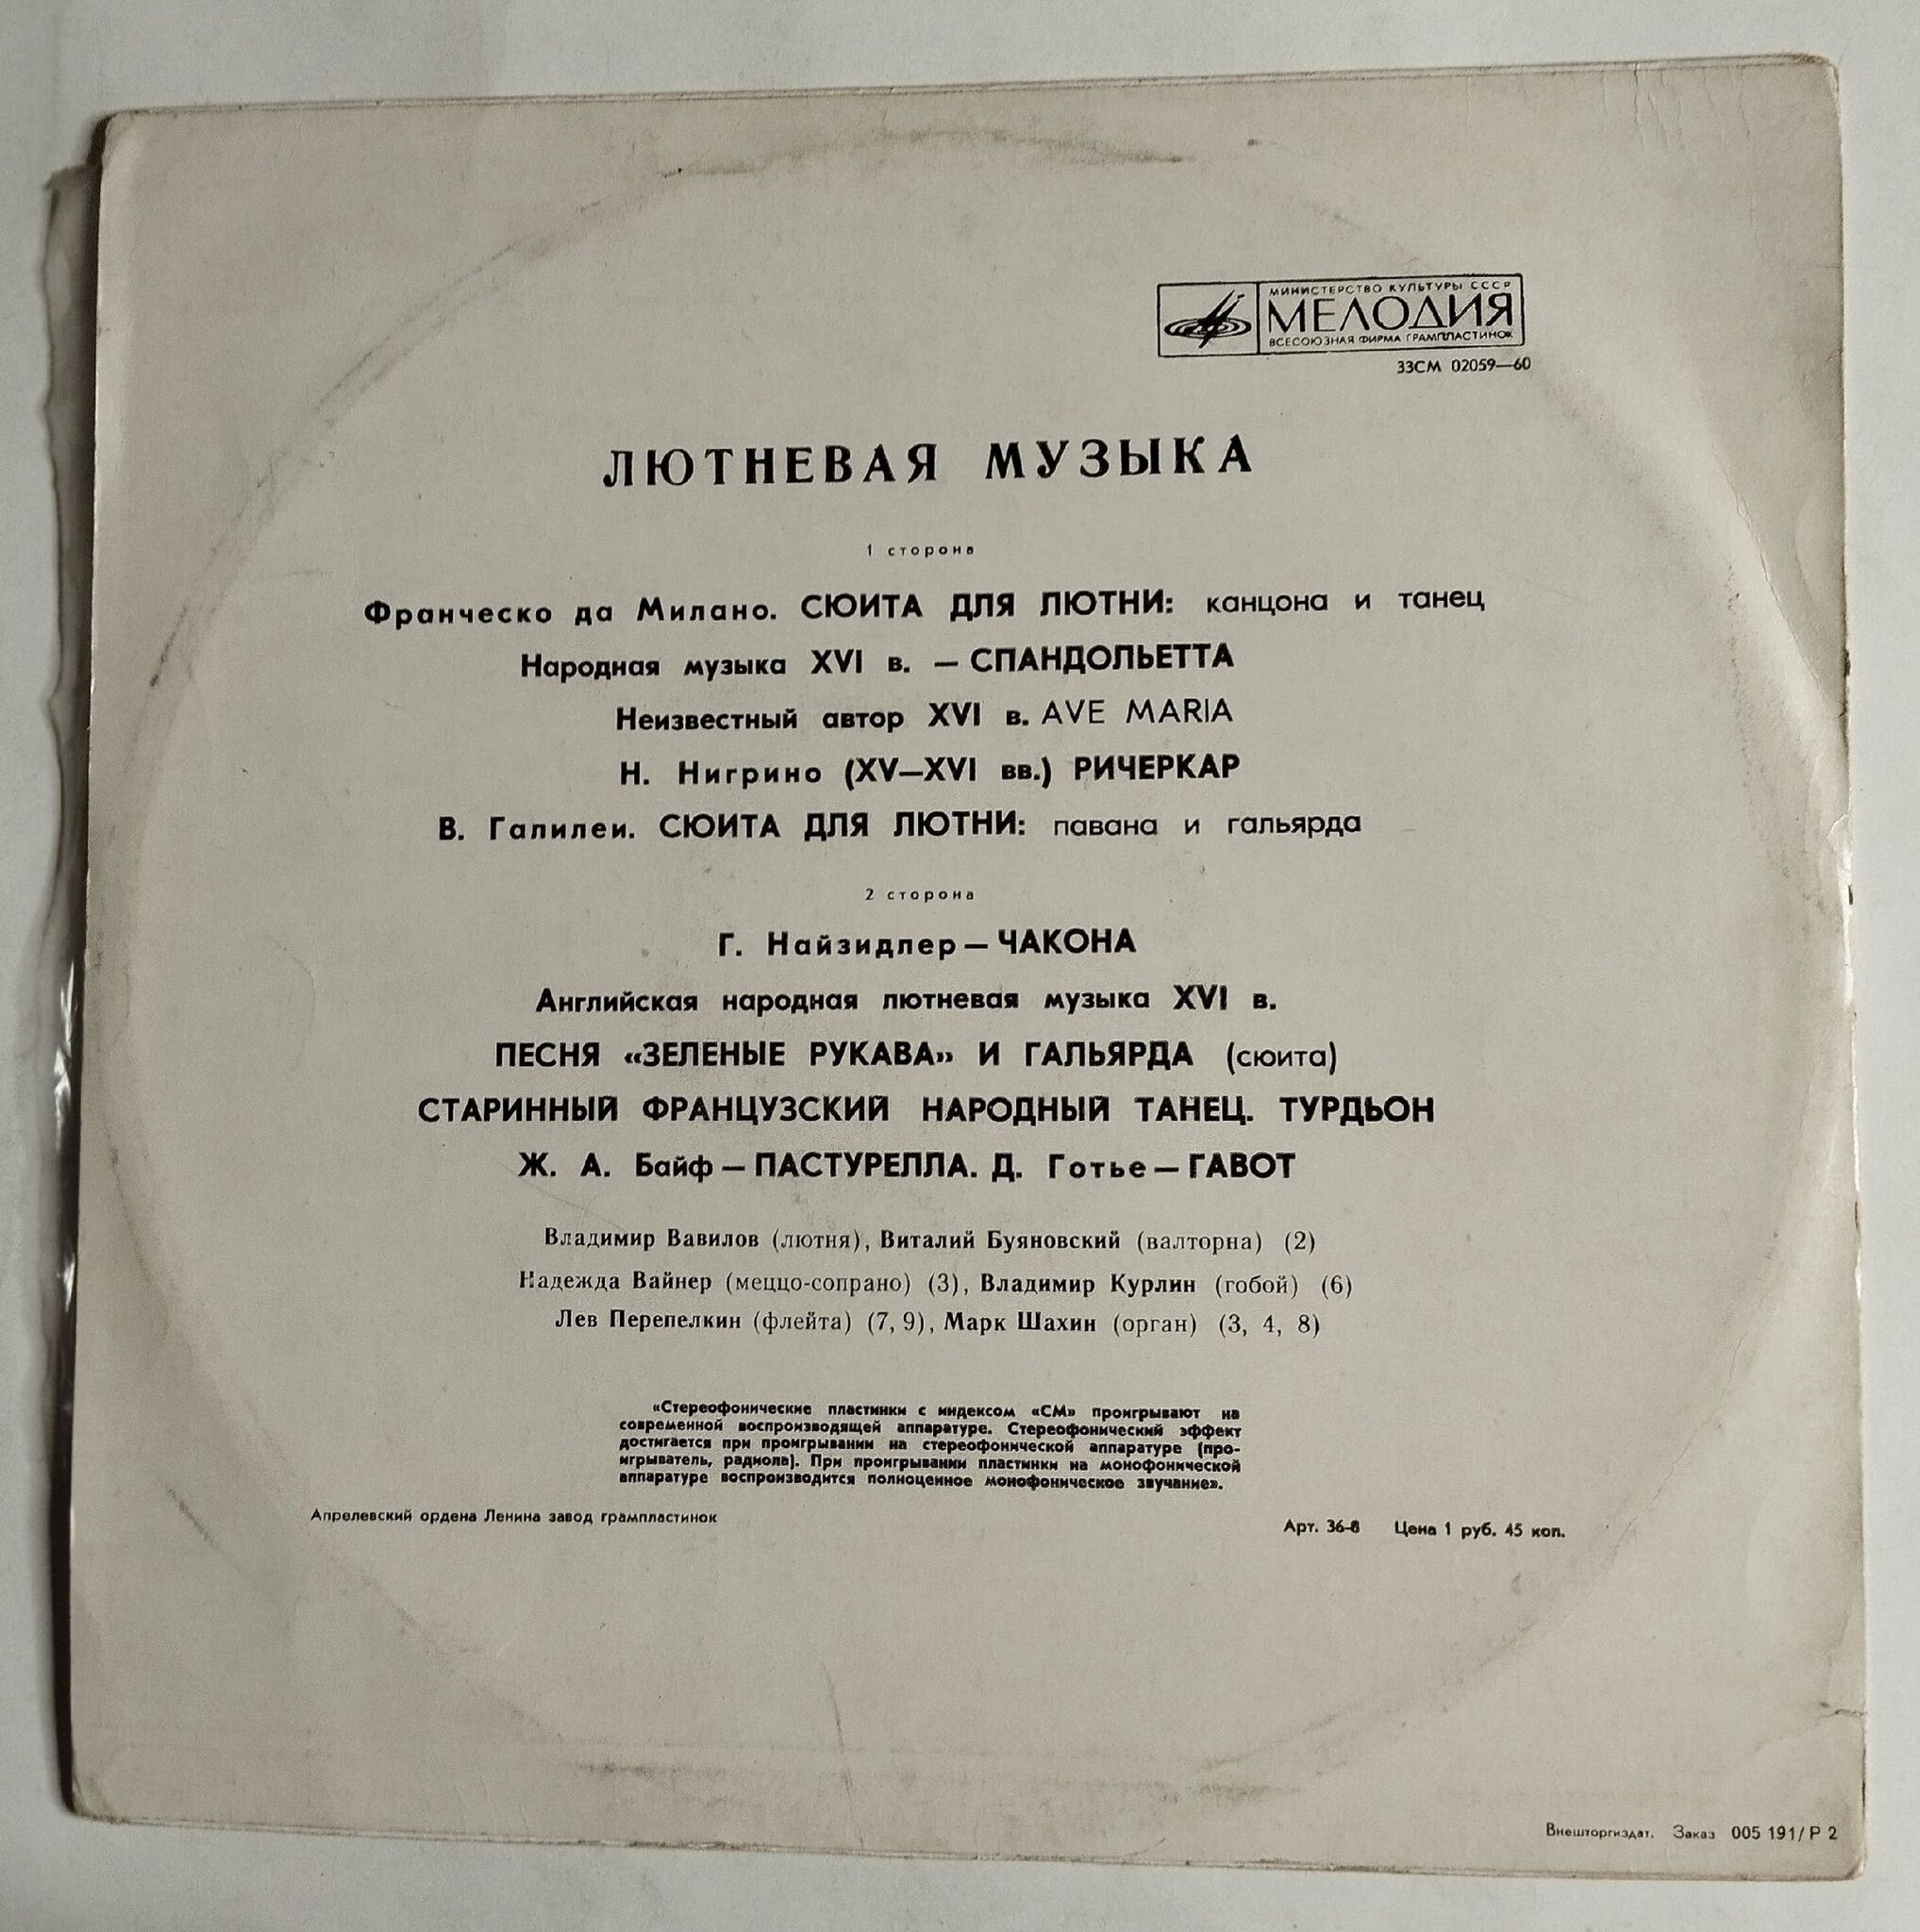 МИНИСТЕРСТВО КУЛЬТУРЫ СССР
МЕЛОДИЯ
ВСЕСОЮЗНАЯ ФИРМА ГРАМПЛАСТИНОК
33СМ 02059—60
ЛЮТНЕВАЯ МУЗЫКА
1 сторона
Франческо да Милано. СЮИТА ДЛЯ ЛЮТНИ: канцона и танец
Народная музыка XVI в. — СПАНДОЛЬЕТТА
Неизвестный автор XVI в. AVE MARIA
Н. Нигрино (XV—XVI вв.) РИЧЕРКАР
В. Галилеи. СЮИТА ДЛЯ ЛЮТНИ: павана и гальярда
2 сторона
Г. Найзидлер — ЧАКОНА
Английская народная лютневая музыка XVI в.
ПЕСНЯ «ЗЕЛЕНЫЕ РУКАВА» И ГАЛЬЯРДА (сюита)
СТАРИННЫЙ ФРАНЦУЗСКИЙ НАРОДНЫЙ ТАНЕЦ. ТУРДЬОН
Ж. А. Байф — ПАСТУРЕЛЛА. Д. Готье — ГАВОТ
Владимир Вавилов (лютня), Виталий Буяновский (валторна) (2)
Надежда Вайнер (меццо-сопрано) (3), Владимир Курлин (гобой) (6)
Лев Перепелкин (флейта) (7, 9), Марк Шахин (орган) (3, 4, 8)
«Стереофонические пластинки с индексом «СМ» проигрывают на
современной воспроизводящей аппаратуре. Стереофонический эффект
достигается при проигрывании на стереофонической аппаратуре (про-
игрыватель, радиола). При проигрывании пластинки на монофонической
аппаратуре воспроизводится полноценное монофоническое звучание».
Апрелевский ордена Ленина завод грампластинок
Арт. 36-8 Цена 1 руб. 45 коп.
Внешторгиздат. Заказ 005 191/Р 2